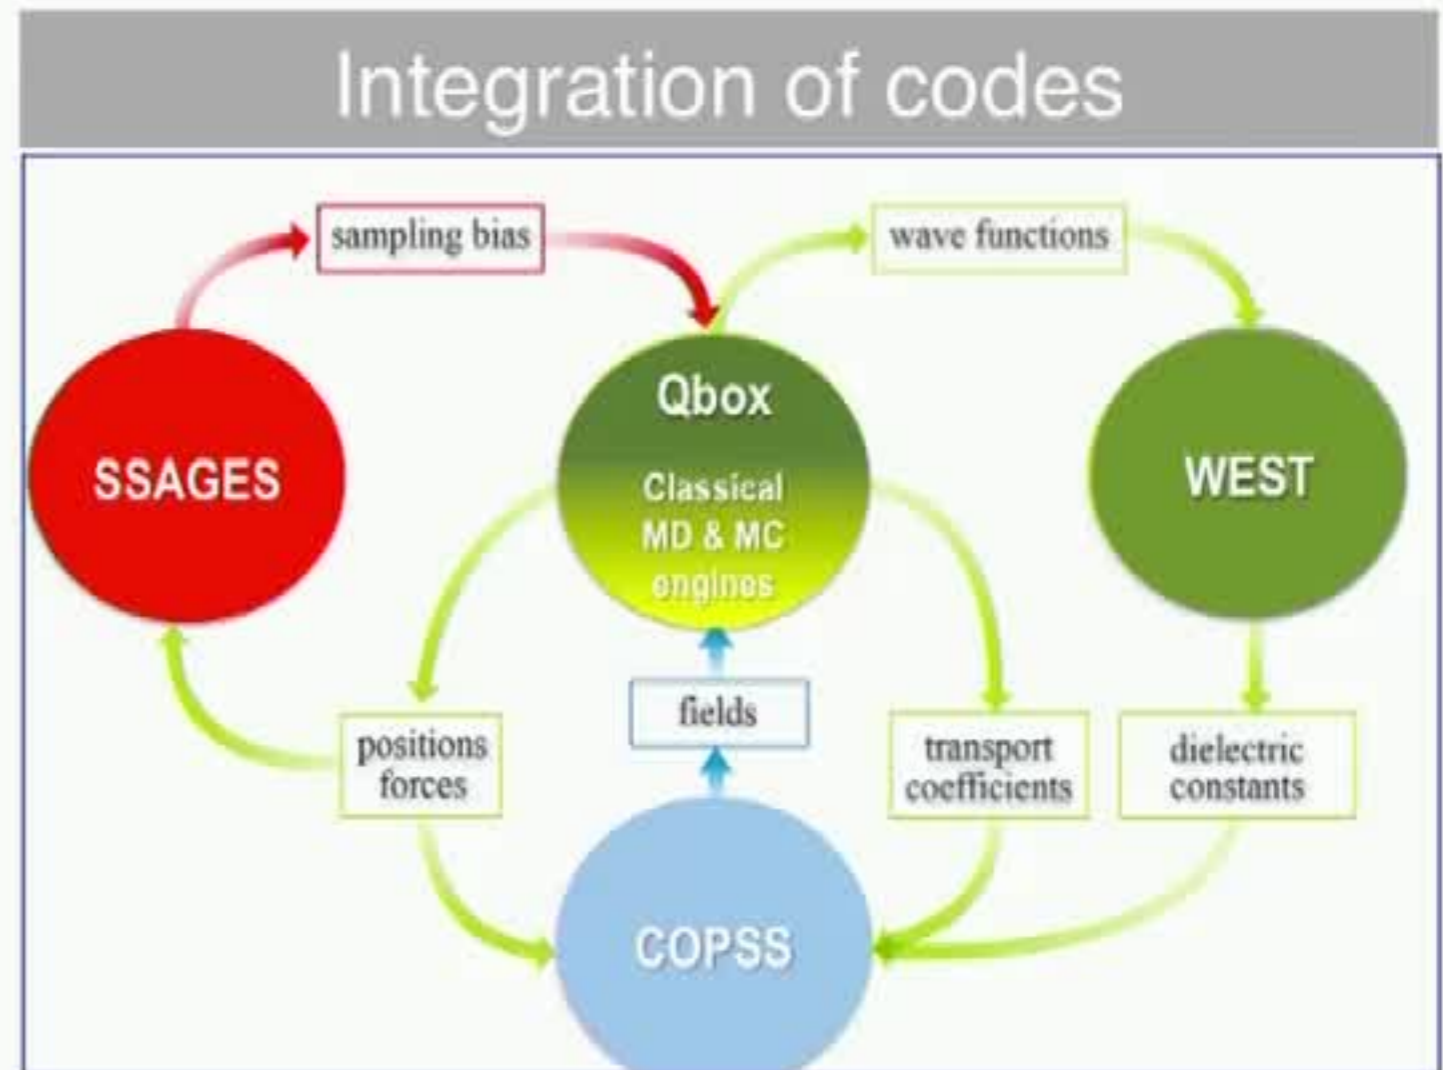 Integration of codes
sampling bias
wave functions
SSAGES
Qbox
Classical
MD & MC
engines
WEST
positions
forces
fields
transport
coefficients
dielectric
constants
COPSS